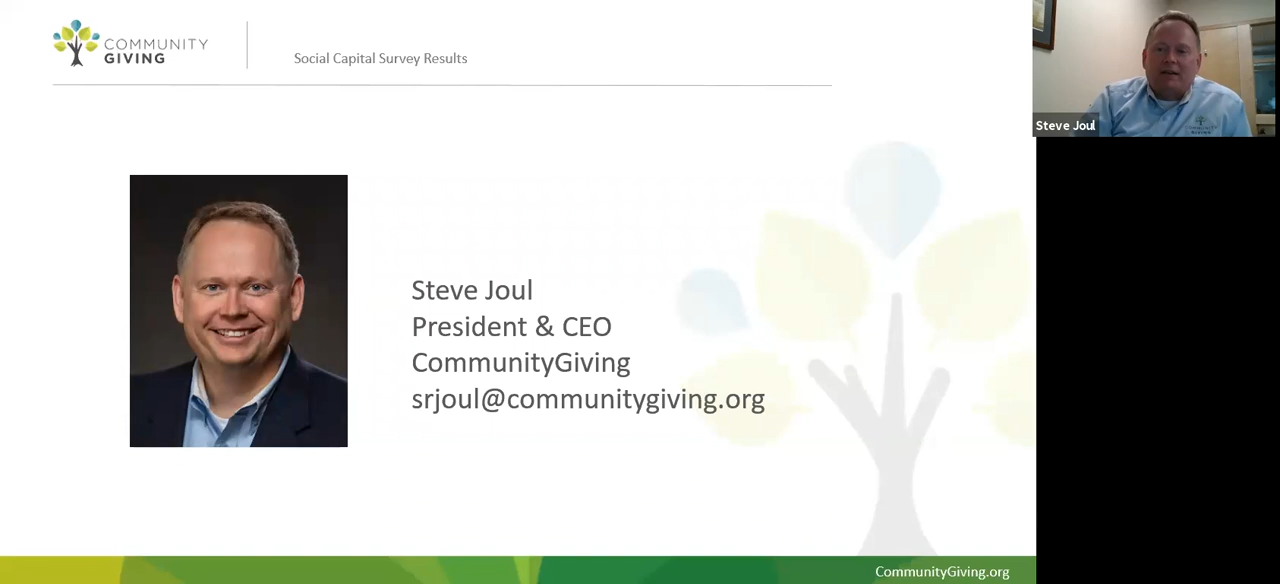 COMMUNITY
GIVING
Social Capital Survey Results
Steve Joul
Steve Joul
President & CEO
CommunityGiving
srjoul@communitygiving.org
CommunityGiving.org